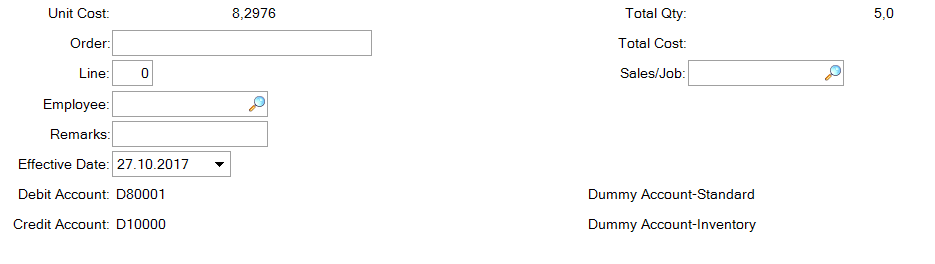 Unit Cost: 8,2976 Total Qty: 5,0
Order: Total Cost:
Line: 0 Sales/Job:
Employee:
Remarks:
Effective Date: 27.10.2017
Debit Account: D80001 Dummy Account-Standard
Credit Account: D10000 Dummy Account-Inventory